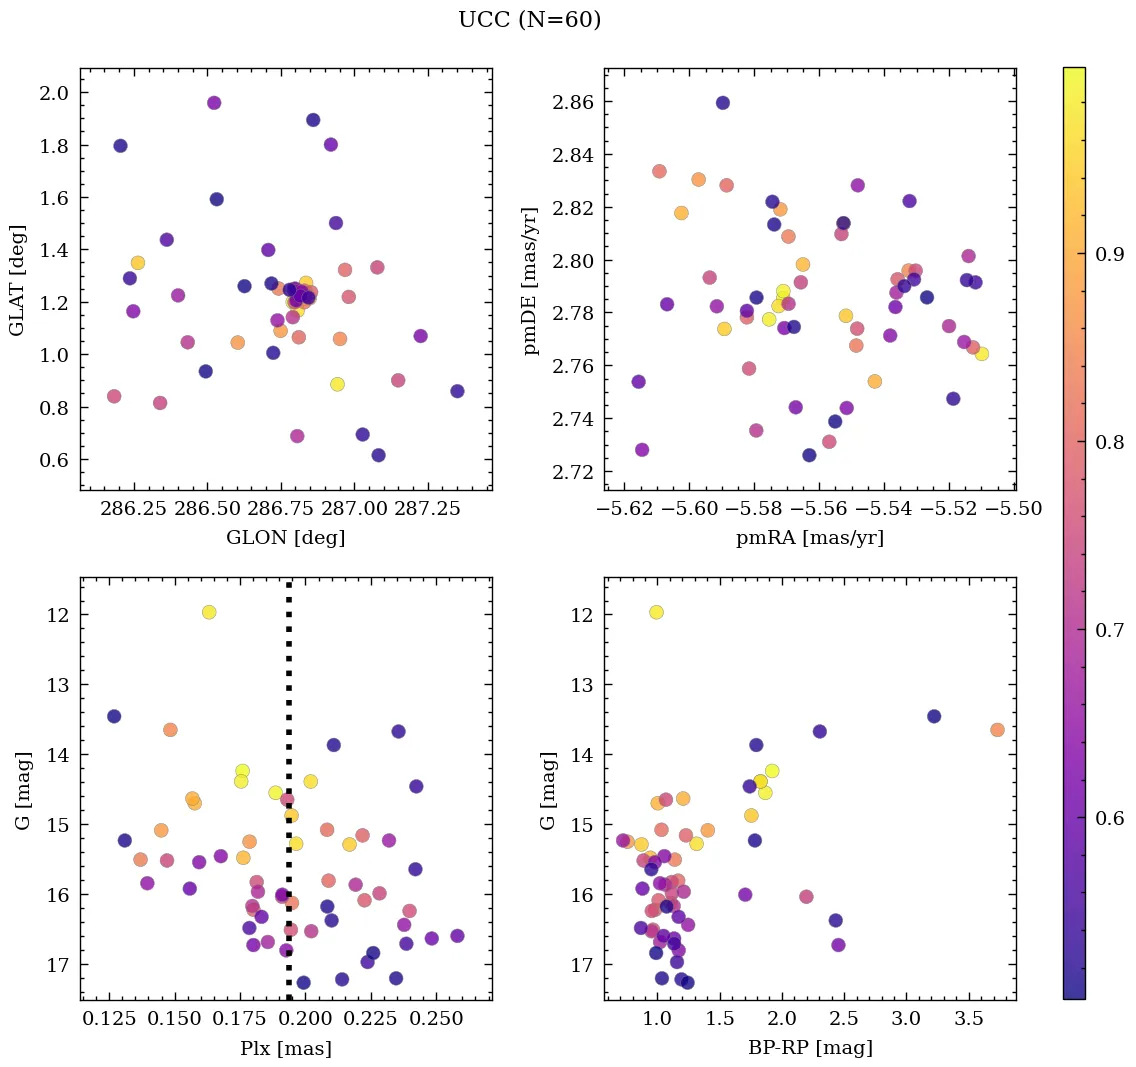 UCC (N=60)
2.0
1.8
1.6
1.4
1.2
1.0
0.8
0.6
GLAT [deg]
286.25 286.50 286.75 287.00 287.25
GLON [deg]
2.86
2.84
2.82
2.80
2.78
2.76
2.74
2.72
pmDE [mas/yr]
−5.62 −5.60 −5.58 −5.56 −5.54 −5.52 −5.50
pmRA [mas/yr]
12
13
14
15
16
17
G [mag]
0.125 0.150 0.175 0.200 0.225 0.250
Plx [mas]
12
13
14
15
16
17
G [mag]
1.0 1.5 2.0 2.5 3.0 3.5
BP-RP [mag]
0.9
0.8
0.7
0.6